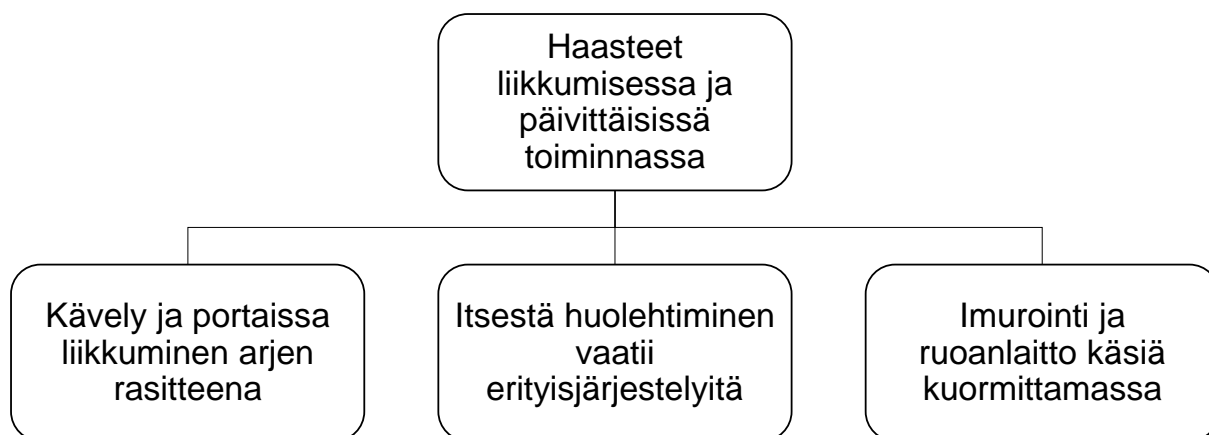 Haasteet
liikkumisessa ja
päivittäisissä
toiminnassa
Kävely ja portaissa
liikkuminen arjen
rasitteena
Itsestä huolehtiminen
vaatii
erityisjärjestelyitä
Imurointi ja
ruoanlaitto käsiä
kuormittamassa